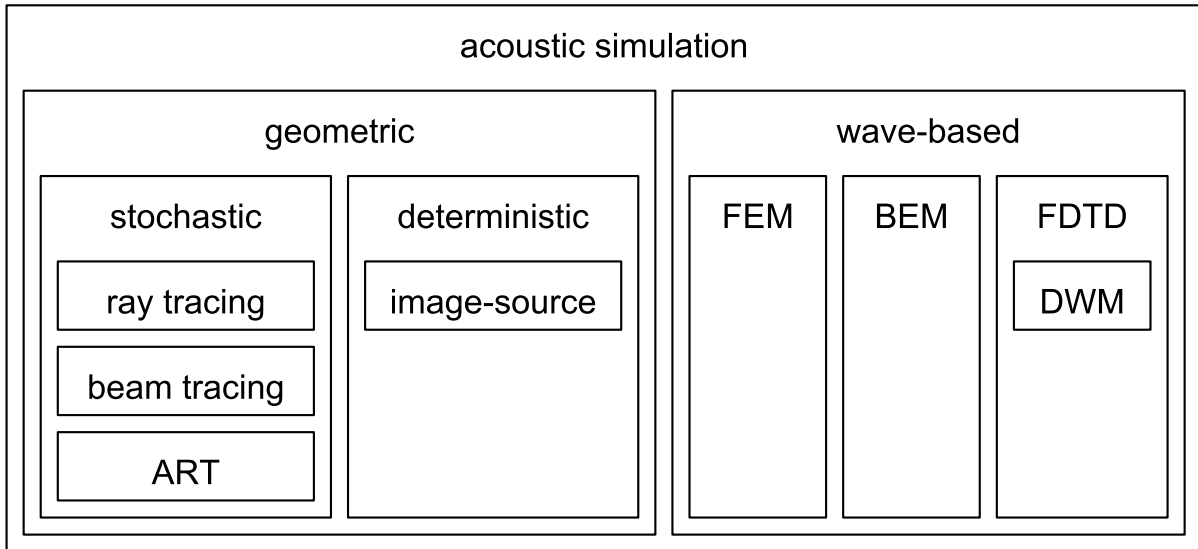 acoustic simulation
geometric
stochastic
ray tracing
beam tracing
ART
deterministic
image-source
wave-based
FEM
BEM
FDTD
DWM